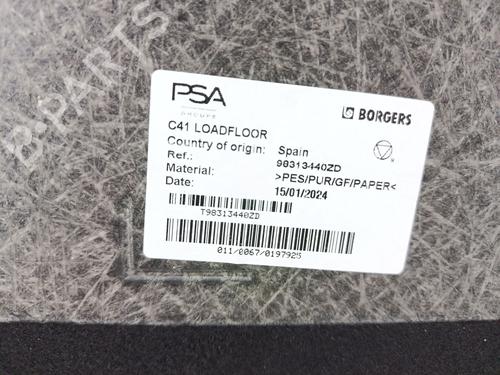 PSA
GROUPE
BORGERS
C41 LOADFLOOR
Country of origin: Spain
Ref.: 98313440ZD
Material: >PES/PUR/GF/PAPER<
Date: 15/01/2024
T98313440ZD
011/0067/0197925
B-PARTS